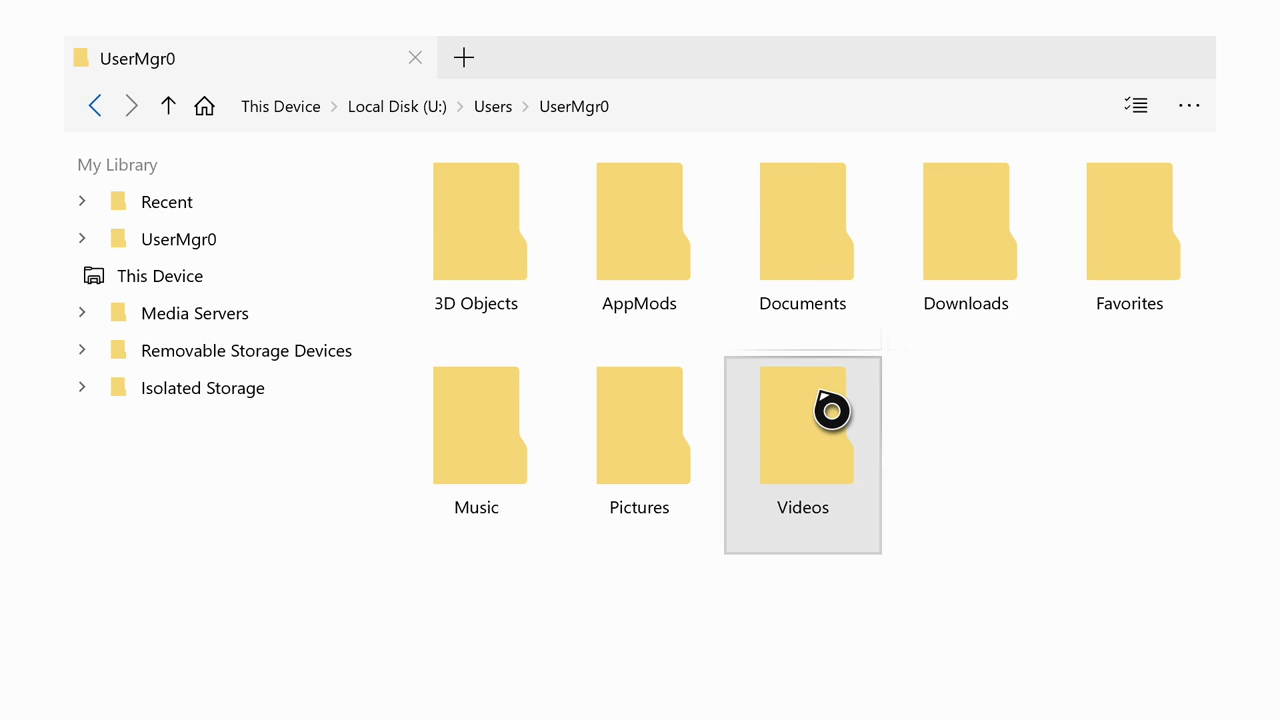 UserMgr0
This Device
Local Disk (U:)
Users
UserMgr0
My Library
Recent
UserMgr0
This Device
Media Servers
Removable Storage Devices
Isolated Storage
3D Objects
AppMods
Documents
Downloads
Favorites
Music
Pictures
Videos